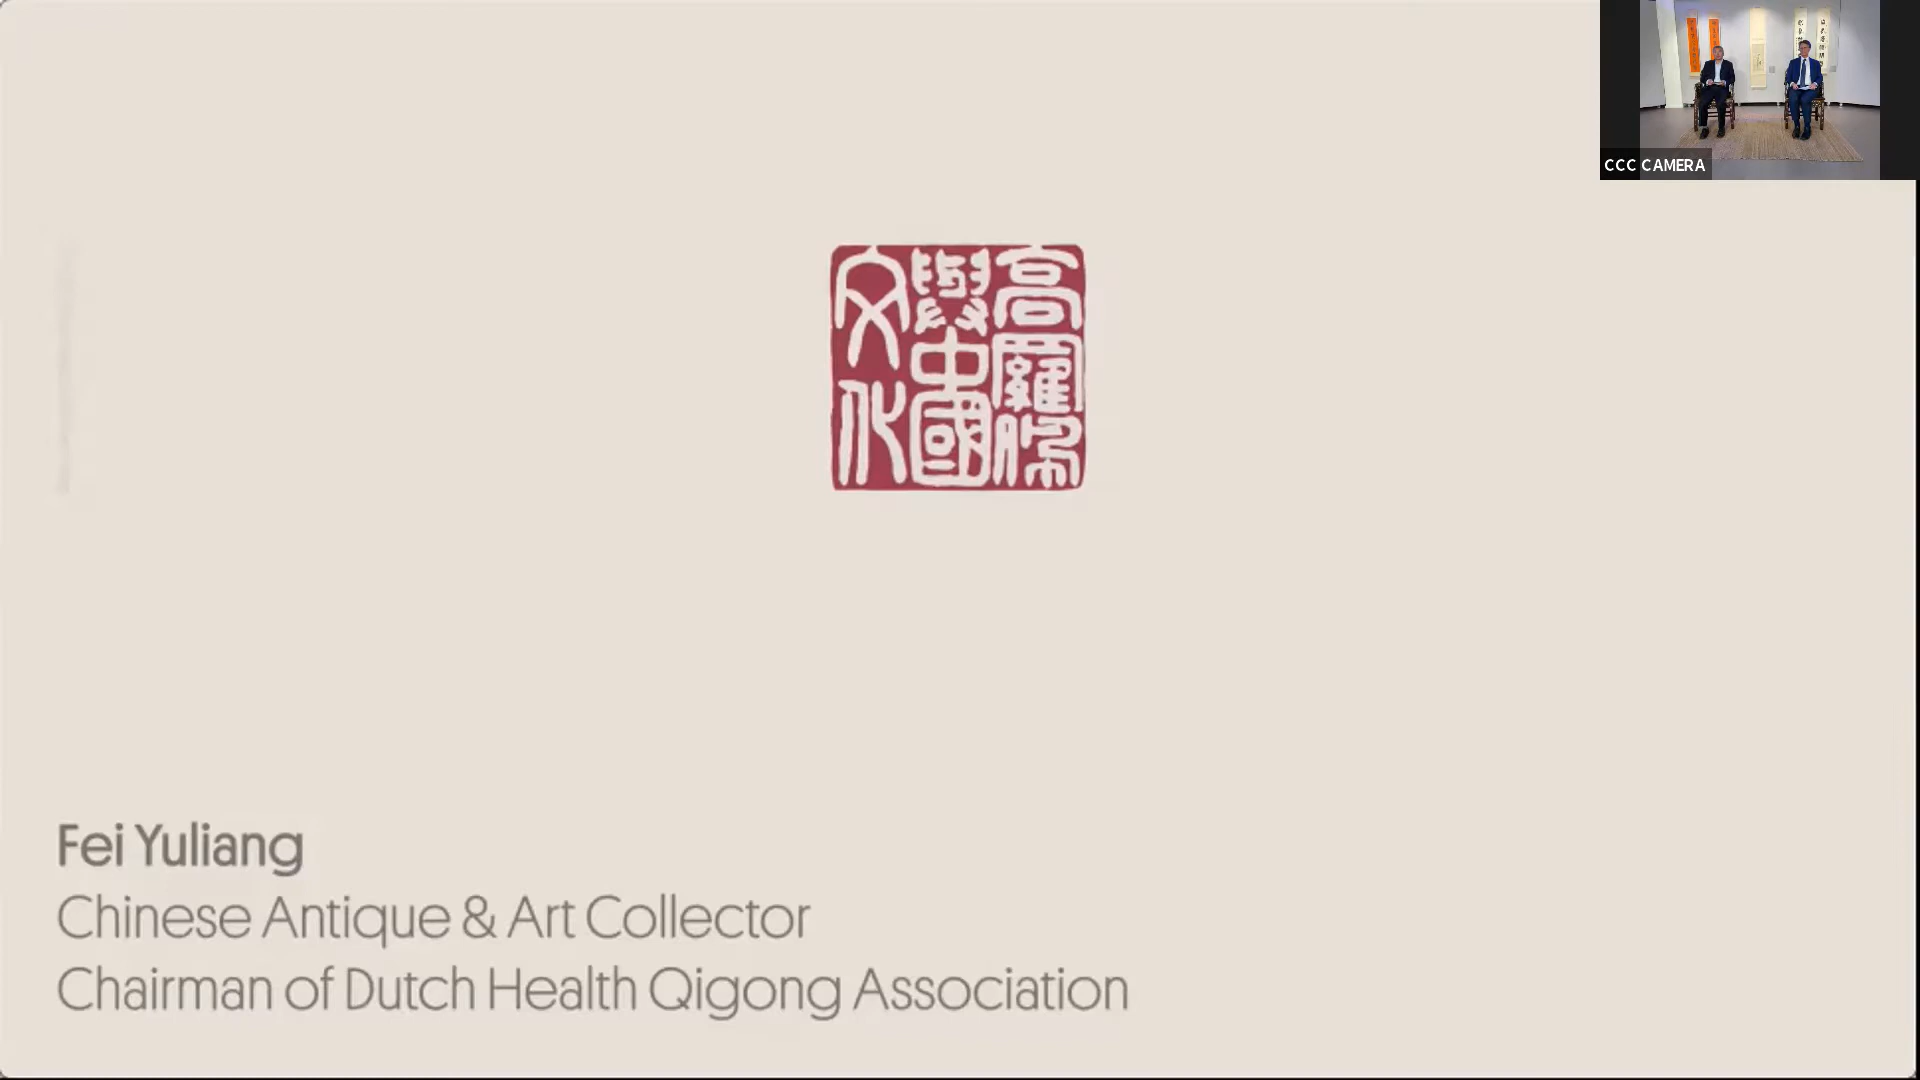 高羅佩
與中國
文化
Fei Yuliang
Chinese Antique & Art Collector
Chairman of Dutch Health Qigong Association
CCC CAMERA